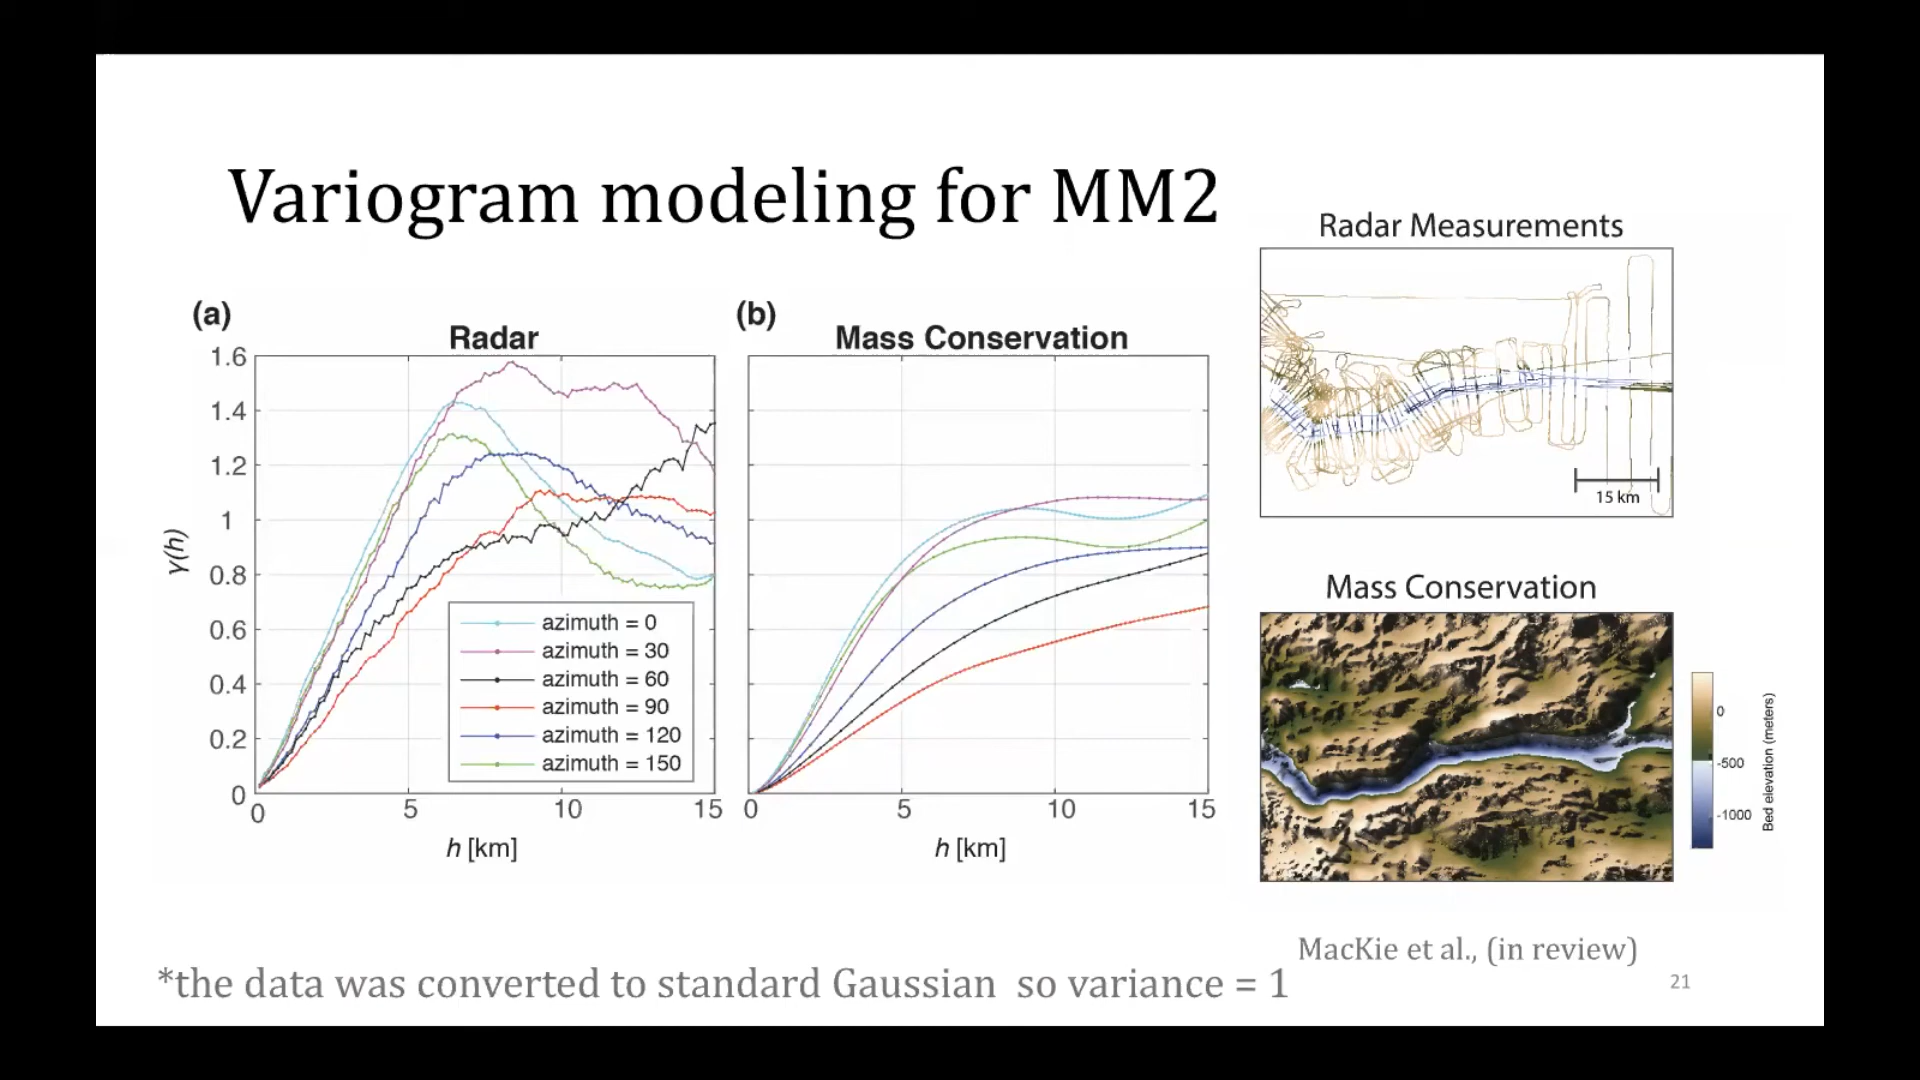 Variogram modeling for MM2
(a)
Radar
1.6
1.4
1.2
1
0.8
0.6
0.4
0.2
0
γ(h)
0 5 10 15
h [km]
azimuth = 0
azimuth = 30
azimuth = 60
azimuth = 90
azimuth = 120
azimuth = 150
(b)
Mass Conservation
0 5 10 15
h [km]
Radar Measurements
15 km
Mass Conservation
0
-500
-1000
Bed elevation (meters)
MacKie et al., (in review)
*the data was converted to standard Gaussian so variance = 1
21